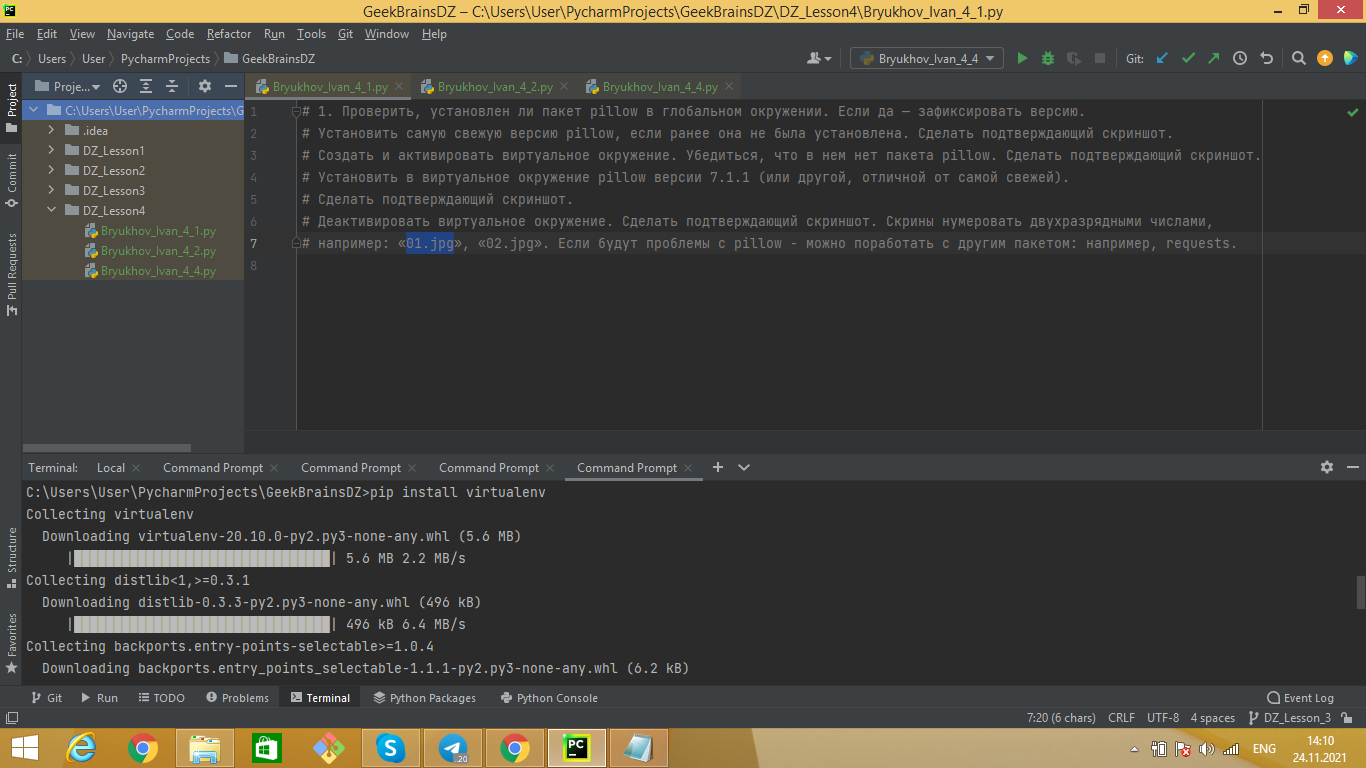 GeekBrainsDZ – C:\Users\User\PycharmProjects\GeekBrainsDZ\DZ_Lesson4\Bryukhov_Ivan_4_1.py
File Edit View Navigate Code Refactor Run Tools Git Window Help
C: Users User PycharmProjects GeekBrainsDZ
Bryukhov_Ivan_4_4
Git:
Project
Commit
Pull Requests
Structure
Favorites
Proje...
C:\Users\User\PycharmProjects\G
.idea
DZ_Lesson1
DZ_Lesson2
DZ_Lesson3
DZ_Lesson4
Bryukhov_Ivan_4_1.py
Bryukhov_Ivan_4_2.py
Bryukhov_Ivan_4_4.py
Bryukhov_Ivan_4_1.py Bryukhov_Ivan_4_2.py Bryukhov_Ivan_4_4.py
1 # 1. Проверить, установлен ли пакет pillow в глобальном окружении. Если да — зафиксировать версию.
2 # Установить самую свежую версию pillow, если ранее она не была установлена. Сделать подтверждающий скриншот.
3 # Создать и активировать виртуальное окружение. Убедиться, что в нем нет пакета pillow. Сделать подтверждающий скриншот.
4 # Установить в виртуальное окружение pillow версии 7.1.1 (или другой, отличной от самой свежей).
5 # Сделать подтверждающий скриншот.
6 # Деактивировать виртуальное окружение. Сделать подтверждающий скриншот. Скрины нумеровать двухразрядными числами,
7 # например: «01.jpg», «02.jpg». Если будут проблемы с pillow - можно поработать с другим пакетом: например, requests.
8
Terminal: Local Command Prompt Command Prompt Command Prompt Command Prompt
C:\Users\User\PycharmProjects\GeekBrainsDZ>pip install virtualenv
Collecting virtualenv
Downloading virtualenv-20.10.0-py2.py3-none-any.whl (5.6 MB)
|████████████████████████████████| 5.6 MB 2.2 MB/s
Collecting distlib<1,>=0.3.1
Downloading distlib-0.3.3-py2.py3-none-any.whl (496 kB)
|████████████████████████████████| 496 kB 6.4 MB/s
Collecting backports.entry-points-selectable>=1.0.4
Downloading backports.entry_points_selectable-1.1.1-py2.py3-none-any.whl (6.2 kB)
Git Run TODO Problems Terminal Python Packages Python Console Event Log
7:20 (6 chars) CRLF UTF-8 4 spaces DZ_Lesson_3
PC
.20
ENG
14:10
24.11.2021